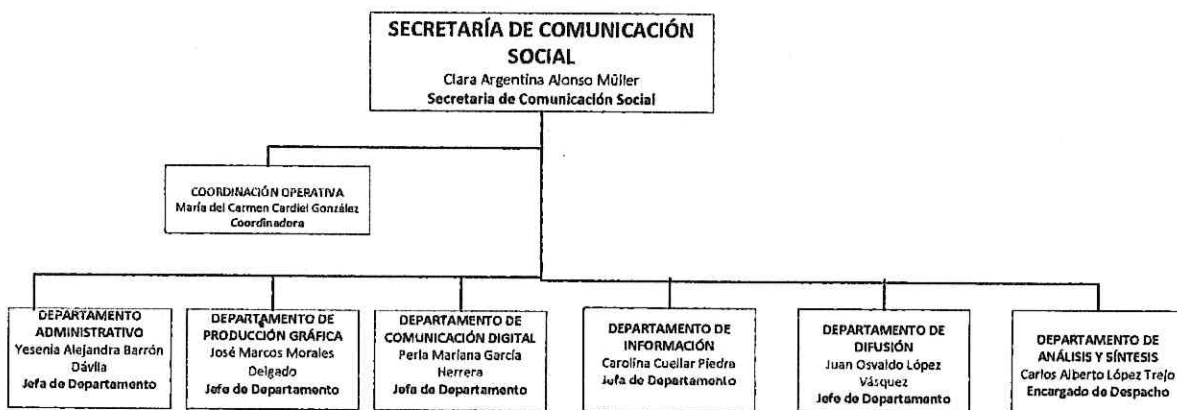 SECRETARÍA DE COMUNICACIÓN
SOCIAL
Clara Argentina Alonso Müller
Secretaria de Comunicación Social
COORDINACIÓN OPERATIVA
María del Carmen Cardiel González
Coordinadora
DEPARTAMENTO
ADMINISTRATIVO
Yesenia Alejandra Barrón
Dávila
Jefa de Departamento
DEPARTAMENTO DE
PRODUCCIÓN GRÁFICA
José Marcos Morales
Delgado
Jefe de Departamento
DEPARTAMENTO DE
COMUNICACIÓN DIGITAL
Perla Mariana García
Herrera
Jefa de Departamento
DEPARTAMENTO DE
INFORMACIÓN
Carolina Cuellar Piedra
Jefa de Departamento
DEPARTAMENTO DE
DIFUSIÓN
Juan Osvaldo López
Vásquez
Jefe de Departamento
DEPARTAMENTO DE
ANÁLISIS Y SÍNTESIS
Carlos Alberto López Trejo
Encargado de Despacho